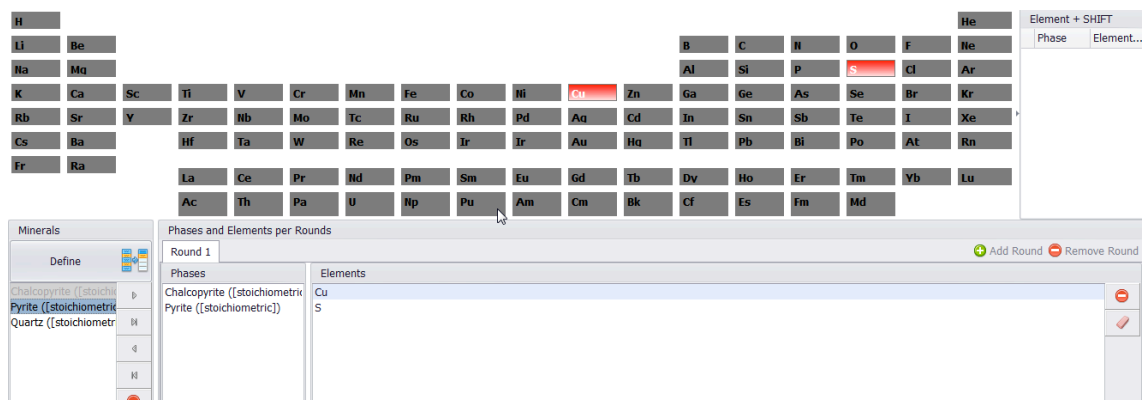 H He Element + SHIFT
Li Be B C N O F Ne Phase Element...
Na Mg Al Si P S Cl Ar
K Ca Sc Ti V Cr Mn Fe Co Ni Cu Zn Ga Ge As Se Br Kr
Rb Sr Y Zr Nb Mo Tc Ru Rh Pd Ag Cd In Sn Sb Te I Xe
Cs Ba Hf Ta W Re Os Ir Ir Au Hg Tl Pb Bi Po At Rn
Fr Ra
La Ce Pr Nd Pm Sm Eu Gd Tb Dy Ho Er Tm Yb Lu
Ac Th Pa U Np Pu Am Cm Bk Cf Es Fm Md
Minerals Phases and Elements per Rounds
Define Round 1 Add Round Remove Round
Phases Elements
Chalcopyrite ([stoichic Chalcopyrite ([stoichiometric Cu
Pyrite ([stoichiometric Pyrite ([stoichiometric]) S
Quartz ([stoichiometr